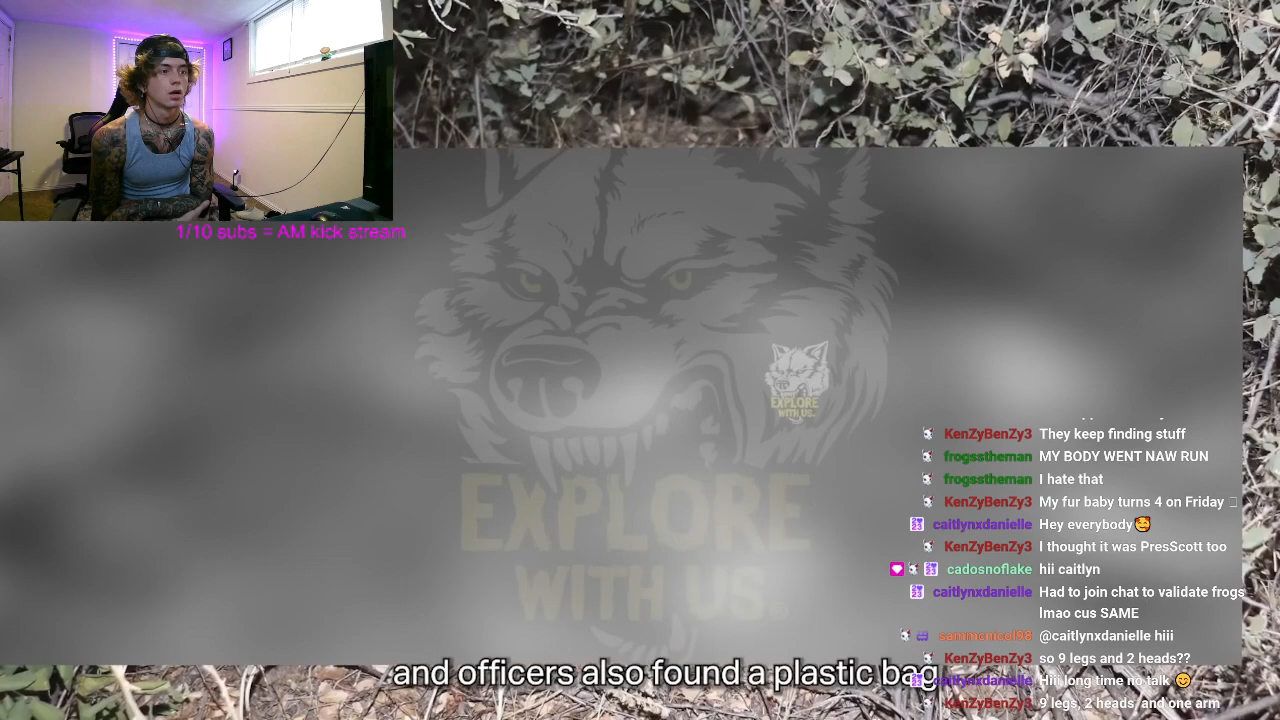 1/10 subs = AM kick stream
EXPLORE
WITH US
EXPLORE
WITH US
KenZyBenZy3 They keep finding stuff
frogsstheman MY BODY WENT NAW RUN
frogsstheman I hate that
KenZyBenZy3 My fur baby turns 4 on Friday
caitlynxdanielle Hey everybody🥰
KenZyBenZy3 I thought it was PresScott too
cadosnoflake hii caitlyn
caitlynxdanielle Had to join chat to validate frogs
lmao cus SAME
sammcnicol98 @caitlynxdanielle hiii
KenZyBenZy3 so 9 legs and 2 heads??
caitlynxdanielle Hiii long time no talk 😊
KenZyBenZy3 9 legs, 2 heads, and one arm
and officers also found a plastic bag